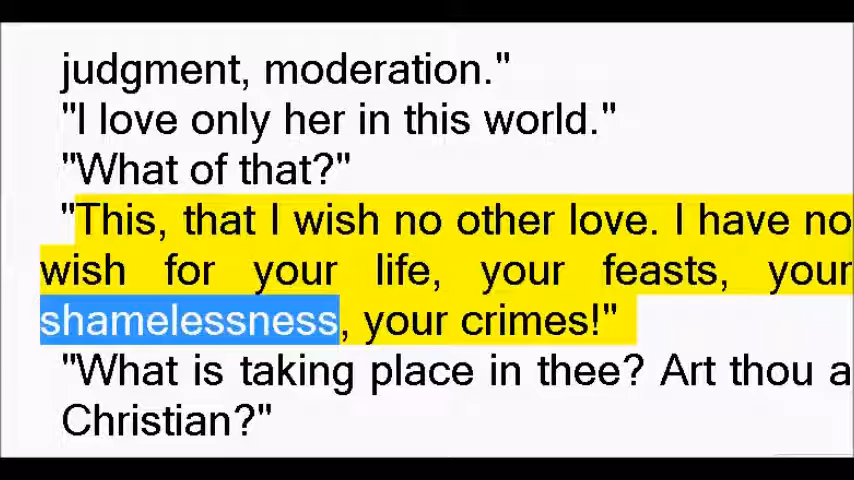 judgment, moderation."
"I love only her in this world."
"What of that?"
"This, that I wish no other love. I have no
wish for your life, your feasts, your
shamelessness, your crimes!"
"What is taking place in thee? Art thou a
Christian?"